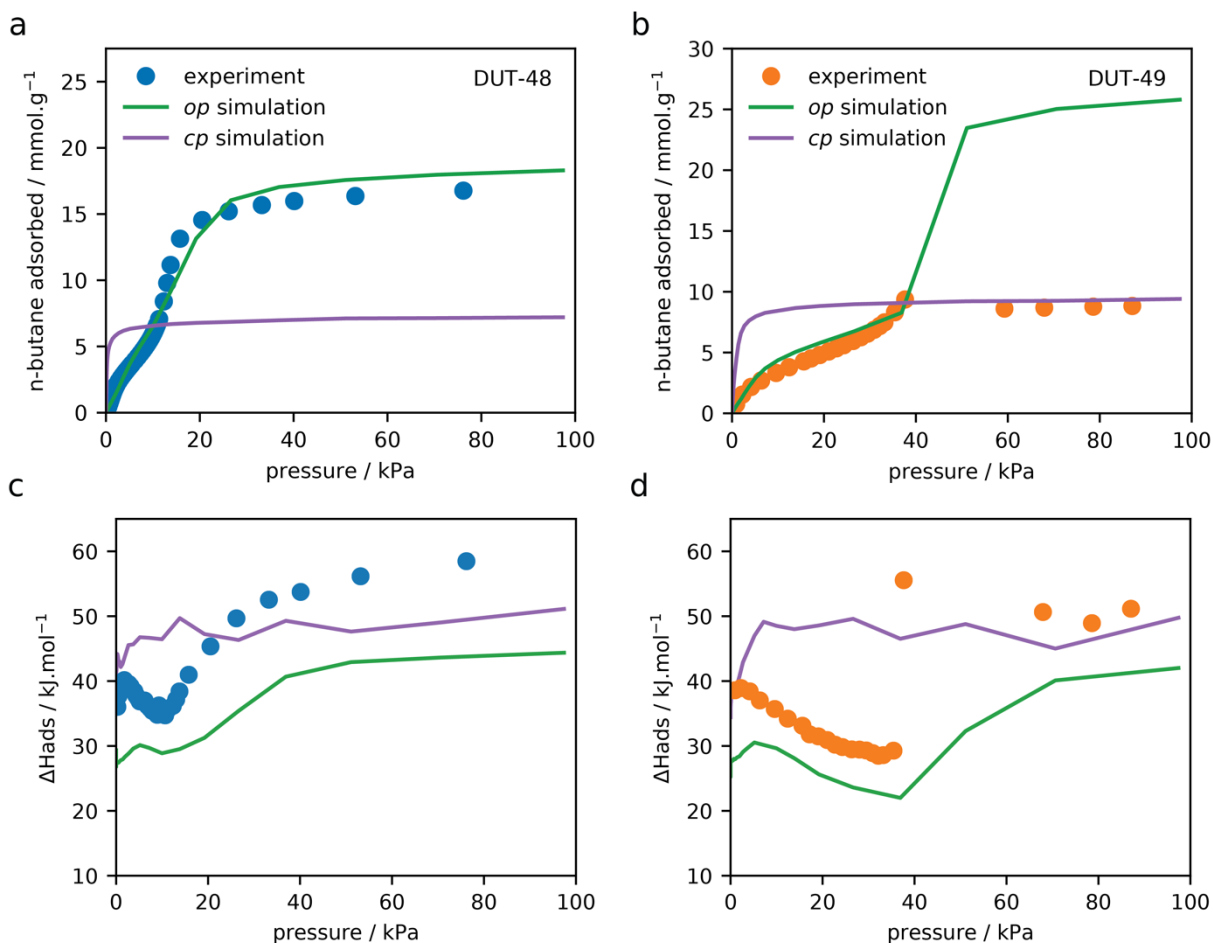 a
n-butane adsorbed / mmol.g⁻¹
25
20
15
10
5
0
experiment
op simulation
cp simulation
DUT-48
0 20 40 60 80 100
pressure / kPa
b
n-butane adsorbed / mmol.g⁻¹
30
25
20
15
10
5
0
experiment
op simulation
cp simulation
DUT-49
0 20 40 60 80 100
pressure / kPa
c
ΔHads / kJ.mol⁻¹
60
50
40
30
20
10
0 20 40 60 80 100
pressure / kPa
d
ΔHads / kJ.mol⁻¹
60
50
40
30
20
10
0 20 40 60 80 100
pressure / kPa